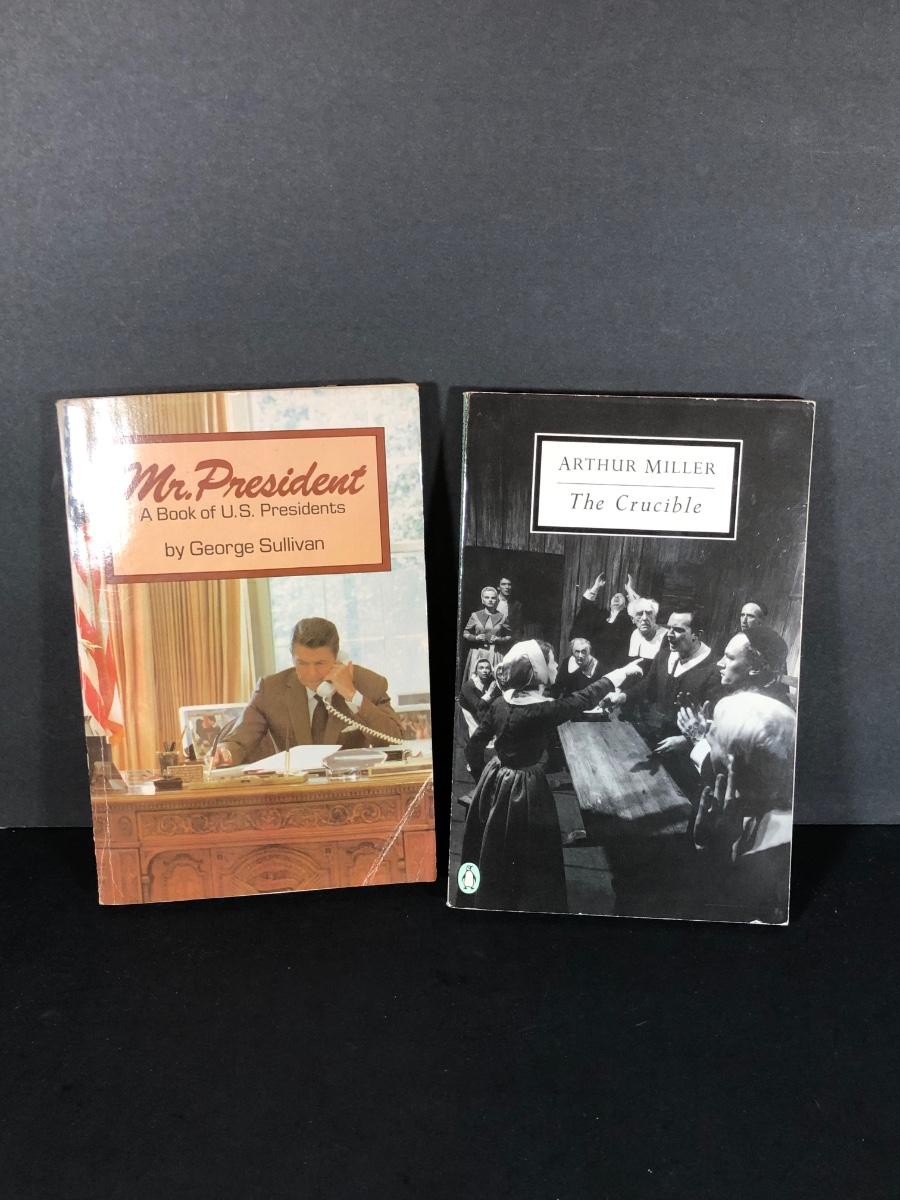 Mr. President
A Book of U.S. Presidents
by George Sullivan
ARTHUR MILLER
The Crucible